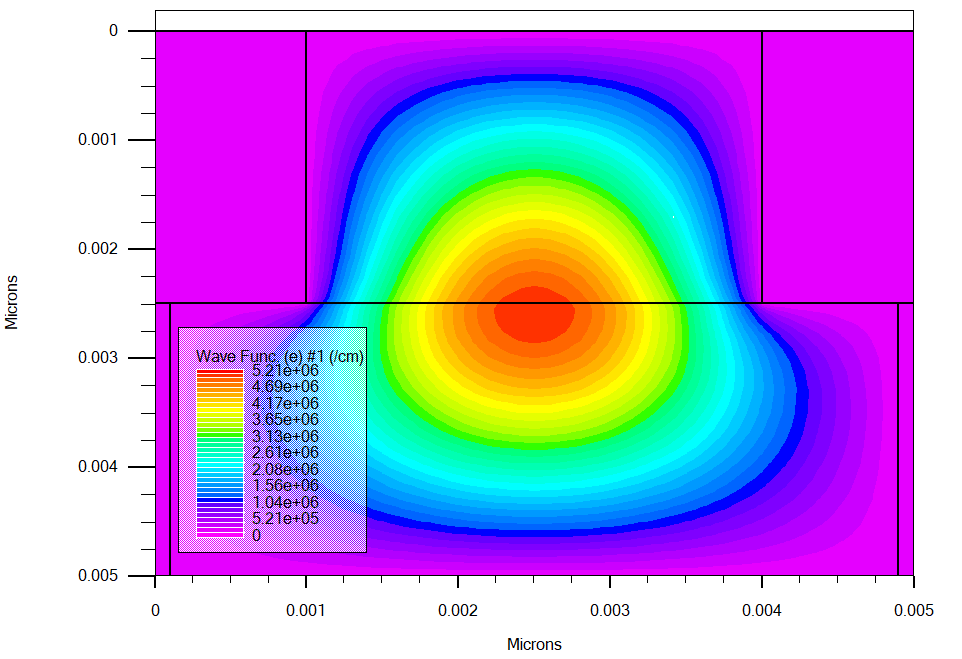 0
0.001
0.002
Microns
0.003
Wave Func. (e) #1 (/cm)
5.21e+06
4.69e+06
4.17e+06
3.65e+06
3.13e+06
2.61e+06
2.08e+06
1.56e+06
1.04e+06
5.21e+05
0
0.004
0.005
0 0.001 0.002 0.003 0.004 0.005
Microns